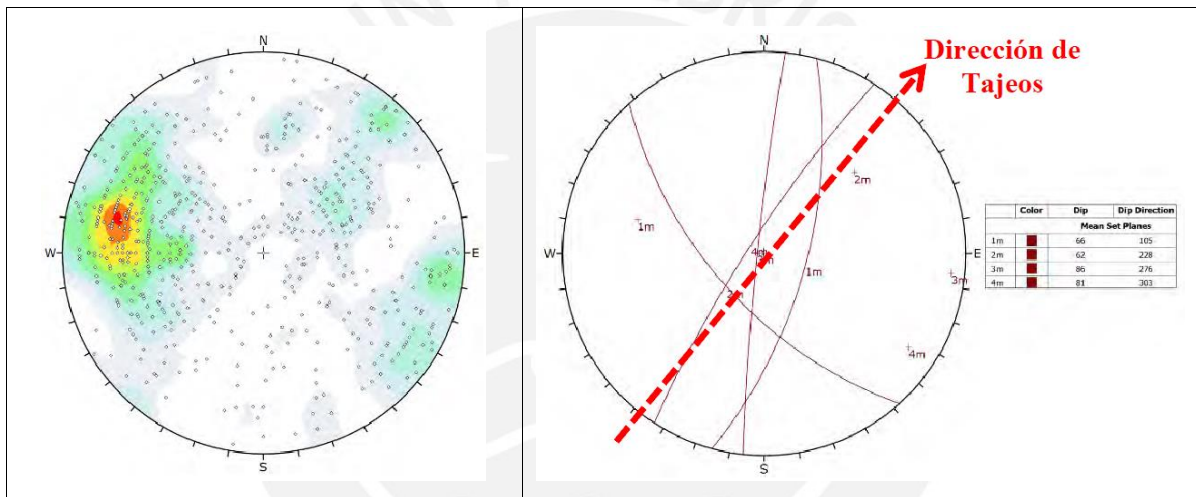 N
W
E
S
N
W
E
S
1m
2m
3m
4m
4m
1m
2m
Dirección de
Tajeos
Color Dip Dip Direction
Mean Set Planes
1m 66 105
2m 62 228
3m 86 276
4m 81 303